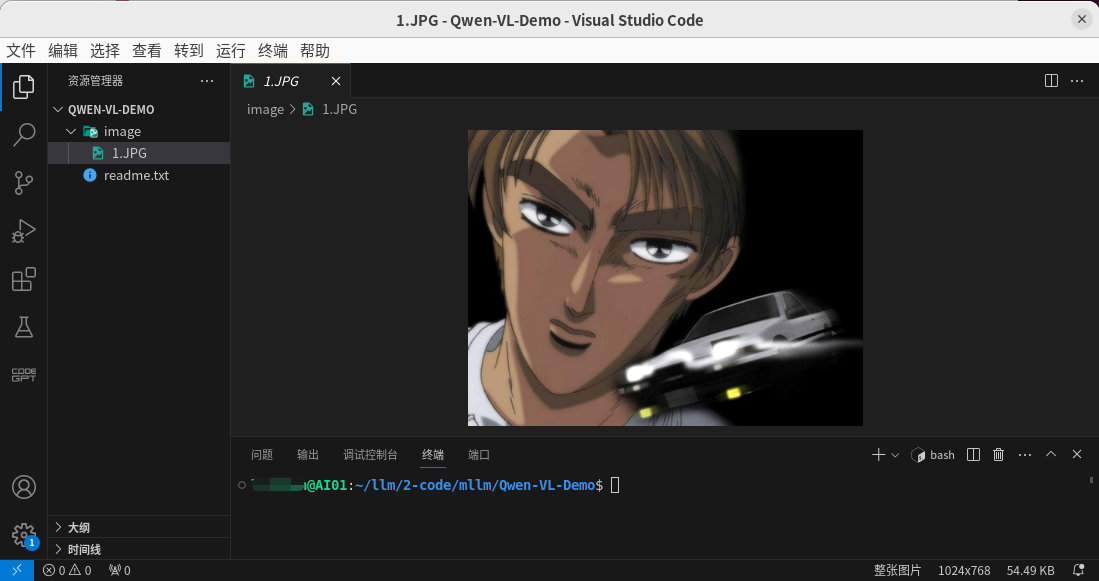 1.JPG - Qwen-VL-Demo - Visual Studio Code
文件 编辑 选择 查看 转到 运行 终端 帮助
资源管理器
QWEN-VL-DEMO
image
1.JPG
readme.txt
大纲
时间线
CODE
GPT
1
1.JPG
image > 1.JPG
问题 输出 调试控制台 终端 端口
bash
@AI01:~/llm/2-code/mllm/Qwen-VL-Demo$
0 0 0
整张图片 1024x768 54.49 KB